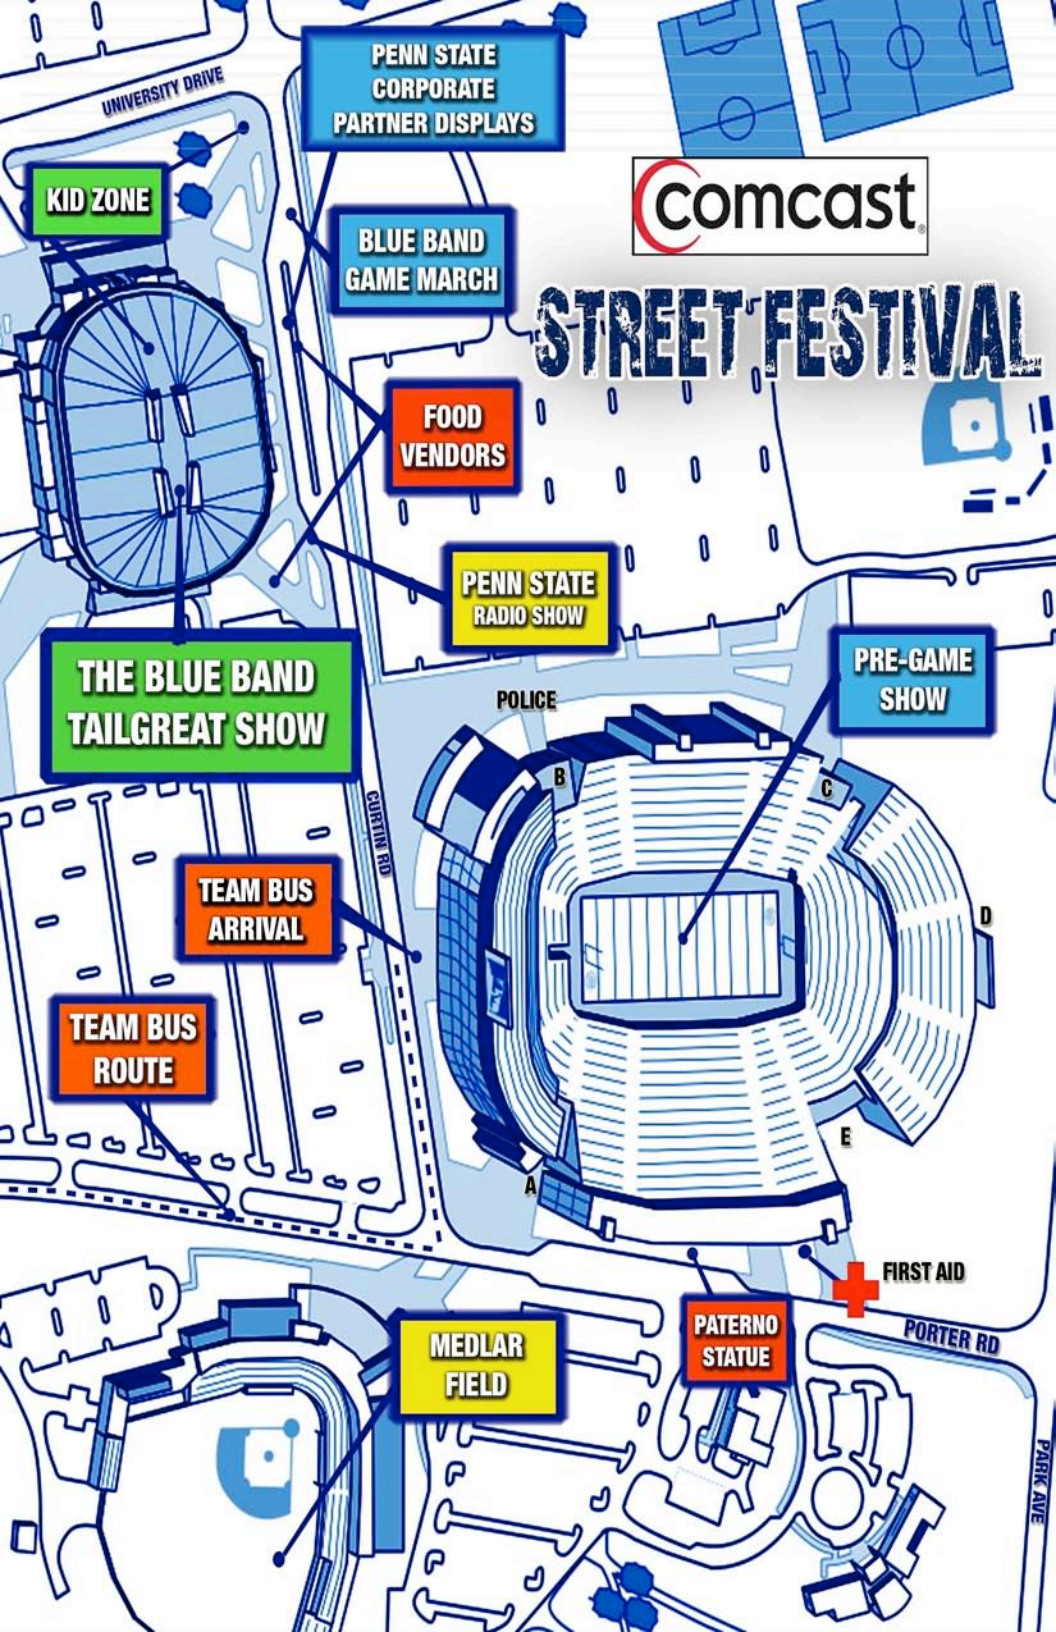 PENN STATE
CORPORATE
PARTNER DISPLAYS
UNIVERSITY DRIVE
comcast®
KID ZONE
BLUE BAND
GAME MARCH
STREET FESTIVAL
FOOD
VENDORS
PENN STATE
RADIO SHOW
THE BLUE BAND
TAILGREAT SHOW
PRE-GAME
SHOW
POLICE
B
C
CURTIN RD
TEAM BUS
ARRIVAL
D
TEAM BUS
ROUTE
E
A
FIRST AID
PATERNO
STATUE
PORTER RD
MEDLAR
FIELD
PARK AVE